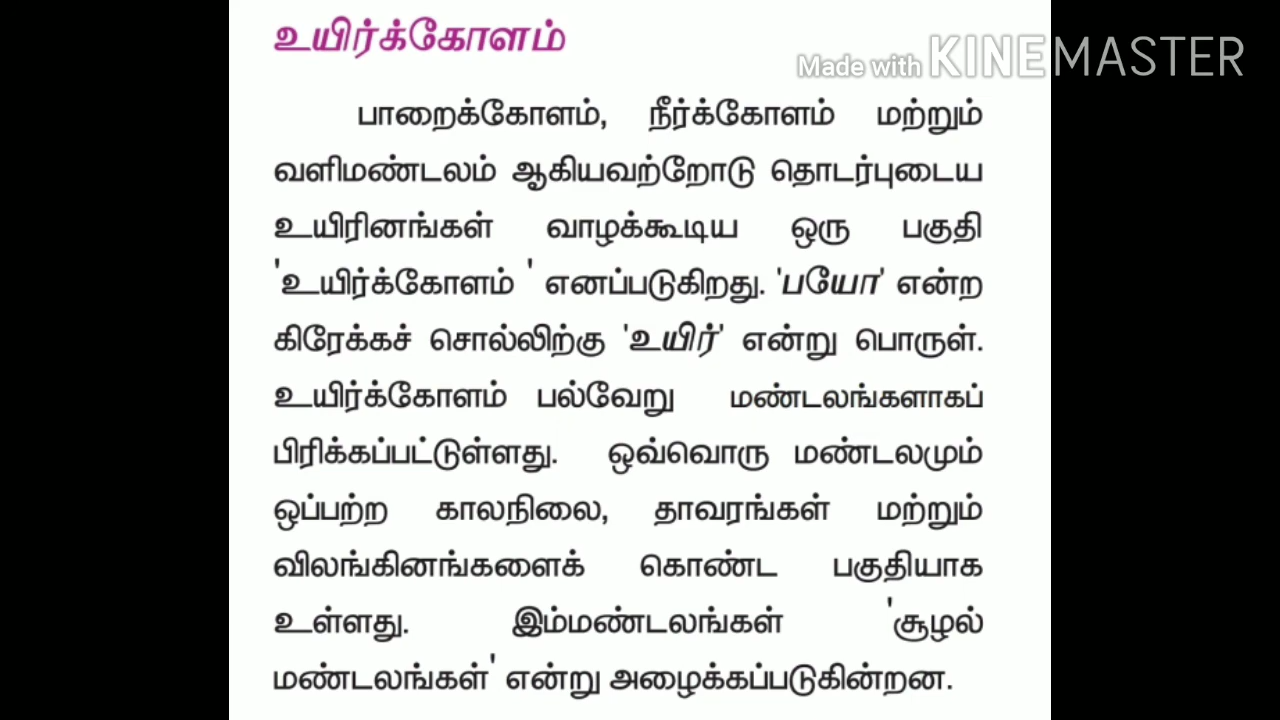 உயிர்க்கோளம்
Made with KINEMASTER
பாறைக்கோளம், நீர்க்கோளம் மற்றும்
வளிமண்டலம் ஆகியவற்றோடு தொடர்புடைய
உயிரினங்கள் வாழக்கூடிய ஒரு பகுதி
'உயிர்க்கோளம் ' எனப்படுகிறது. 'பயோ' என்ற
கிரேக்கச் சொல்லிற்கு 'உயிர்' என்று பொருள்.
உயிர்க்கோளம் பல்வேறு மண்டலங்களாகப்
பிரிக்கப்பட்டுள்ளது. ஒவ்வொரு மண்டலமும்
ஒப்பற்ற காலநிலை, தாவரங்கள் மற்றும்
விலங்கினங்களைக் கொண்ட பகுதியாக
உள்ளது. இம்மண்டலங்கள் 'சூழல்
மண்டலங்கள்' என்று அழைக்கப்படுகின்றன.